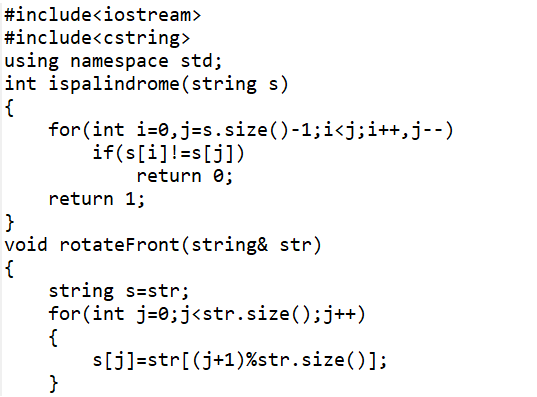 #include<iostream>
#include<cstring>
using namespace std;
int ispalindrome(string s)
{
    for(int i=0,j=s.size()-1;i<j;i++,j--)
        if(s[i]!=s[j])
            return 0;
    return 1;
}
void rotateFront(string& str)
{
    string s=str;
    for(int j=0;j<str.size();j++)
    {
        s[j]=str[(j+1)%str.size()];
    }